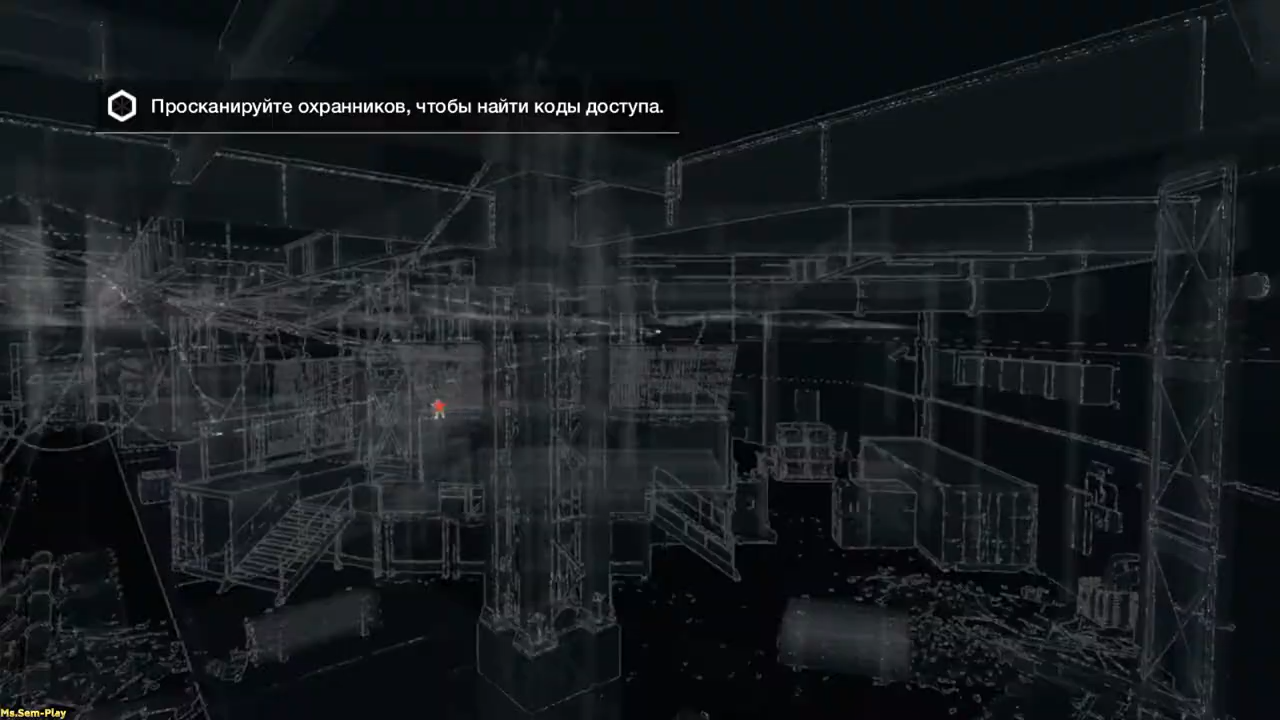 Просканируйте охранников, чтобы найти коды доступа.
Ms.Sem-Play